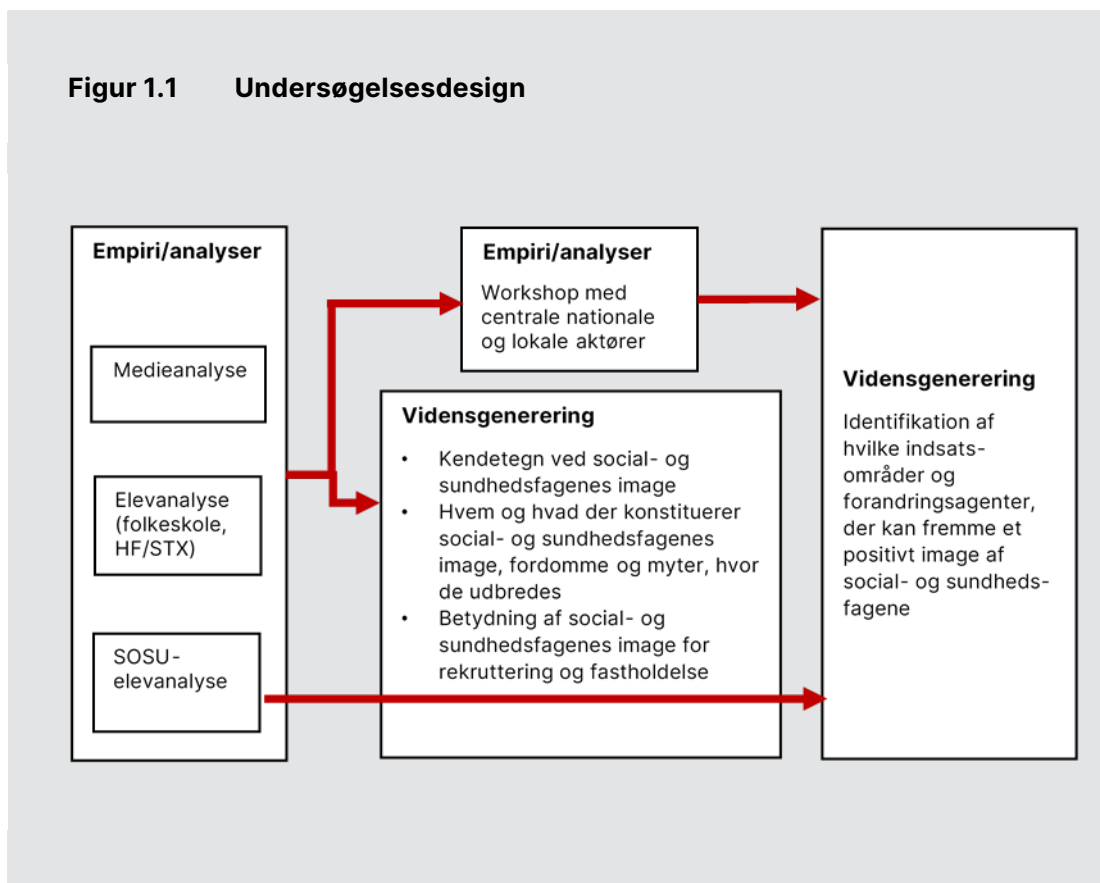 Figur 1.1 Undersøgelsesdesign
Empiri/analyser
Medieanalyse
Elevanalyse
(folkeskole,
HF/STX)
SOSU-
elevanalyse
Empiri/analyser
Workshop med
centrale nationale
og lokale aktører
Vidensgenerering
• Kendetegn ved social- og
sundhedsfagenes image
• Hvem og hvad der konstituerer
social- og sundhedsfagenes
image, fordomme og myter, hvor
de udbredes
• Betydning af social- og
sundhedsfagenes image for
rekruttering og fastholdelse
Vidensgenerering
Identifikation af
hvilke indsats-
områder og
forandringsagenter,
der kan fremme et
positivt image af
social- og sundheds-
fagene